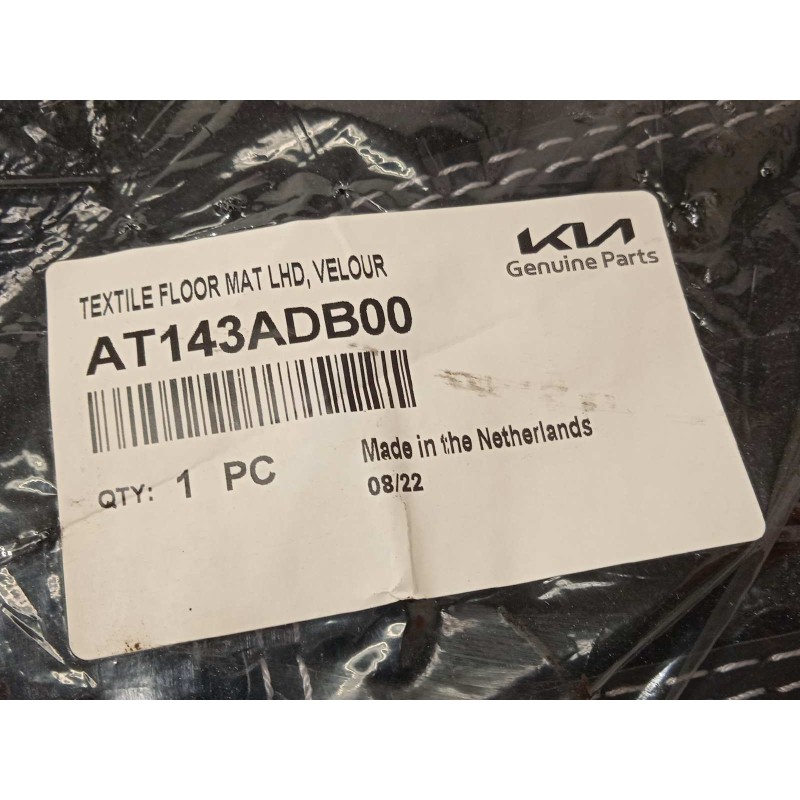 KIA
Genuine Parts
TEXTILE FLOOR MAT LHD, VELOUR
AT143ADB00
Made in the Netherlands
QTY: 1 PC
08/22